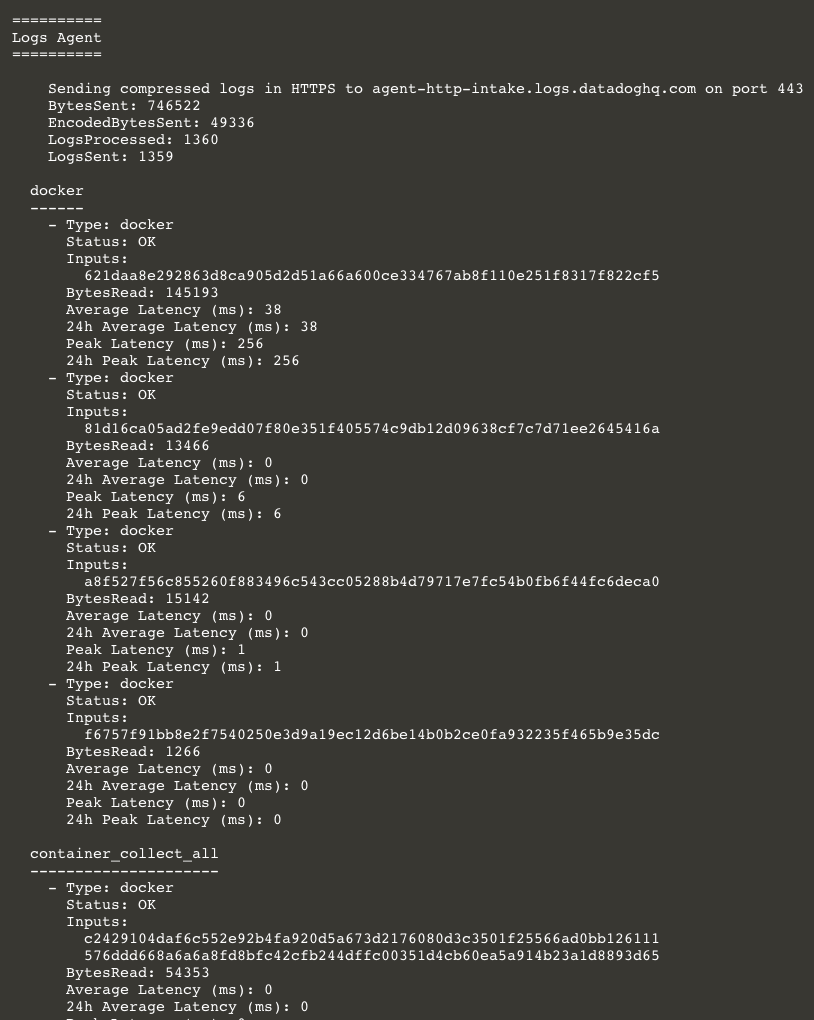 ==========
Logs Agent
==========
Sending compressed logs in HTTPS to agent-http-intake.logs.datadoghq.com on port 443
BytesSent: 746522
EncodedBytesSent: 49336
LogsProcessed: 1360
LogsSent: 1359
docker
------
- Type: docker
Status: OK
Inputs:
621daa8e292863d8ca905d2d51a66a600ce334767ab8f110e251f8317f822cf5
BytesRead: 145193
Average Latency (ms): 38
24h Average Latency (ms): 38
Peak Latency (ms): 256
24h Peak Latency (ms): 256
- Type: docker
Status: OK
Inputs:
81d16ca05ad2fe9edd07f80e351f405574c9db12d09638cf7c7d71ee2645416a
BytesRead: 13466
Average Latency (ms): 0
24h Average Latency (ms): 0
Peak Latency (ms): 6
24h Peak Latency (ms): 6
- Type: docker
Status: OK
Inputs:
a8f527f56c855260f883496c543cc05288b4d79717e7fc54b0fb6f44fc6deca0
BytesRead: 15142
Average Latency (ms): 0
24h Average Latency (ms): 0
Peak Latency (ms): 1
24h Peak Latency (ms): 1
- Type: docker
Status: OK
Inputs:
f6757f91bb8e2f7540250e3d9a19ec12d6be14b0b2ce0fa932235f465b9e35dc
BytesRead: 1266
Average Latency (ms): 0
24h Average Latency (ms): 0
Peak Latency (ms): 0
24h Peak Latency (ms): 0
container_collect_all
---------------------
- Type: docker
Status: OK
Inputs:
c2429104daf6c552e92b4fa920d5a673d2176080d3c3501f25566ad0bb126111
576ddd668a6a6a8fd8bfc42cfb244dffc00351d4cb60ea5a914b23a1d8893d65
BytesRead: 54353
Average Latency (ms): 0
24h Average Latency (ms): 0